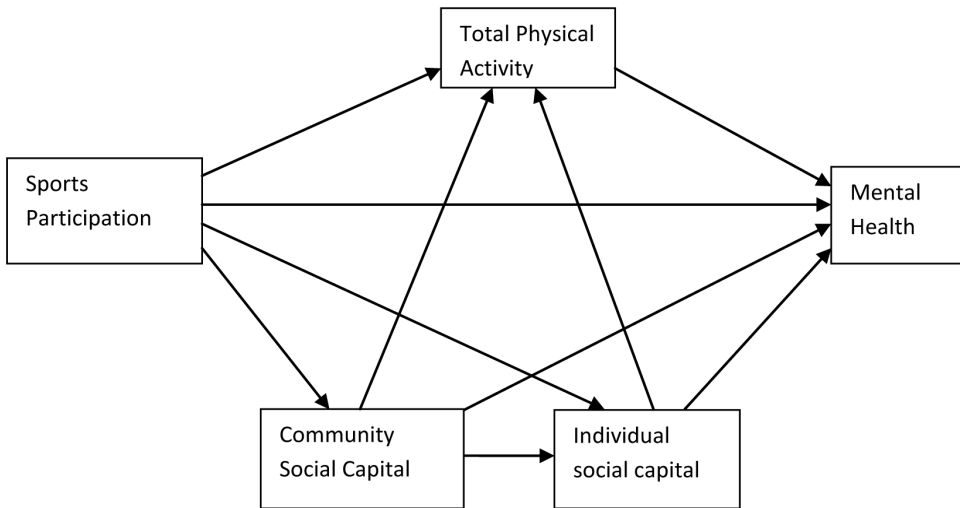 Total Physical
Activity
Sports
Participation
Mental
Health
Community
Social Capital
Individual
social capital